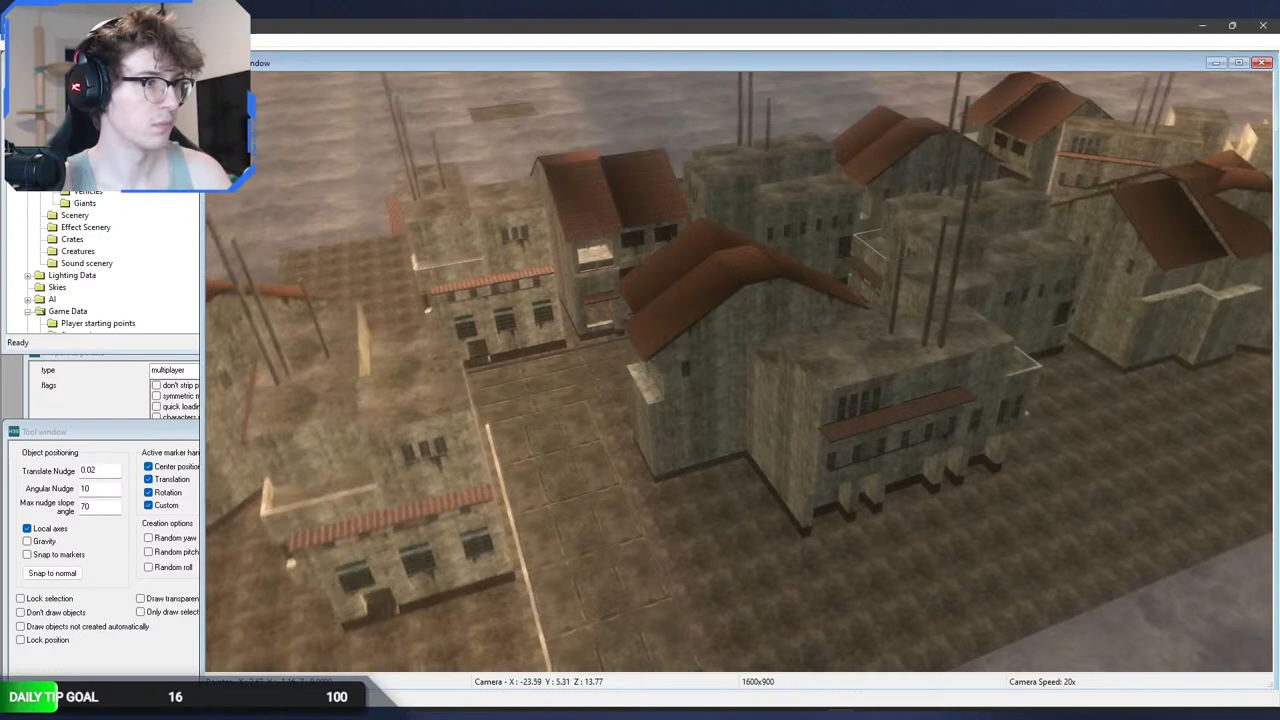 ndow
Vehicles
Giants
Scenery
Effect Scenery
Crates
Creatures
Sound scenery
Lighting Data
Skies
AI
Game Data
Player starting points
Ready
type
multiplayer
flags
don't strip p
symmetric m
quick loadin
Tool window
Object positioning
Active marker han
Translate Nudge 0.02
Center positio
Angular Nudge 10
Translation
Max nudge slope angle 70
Rotation
Custom
Local axes
Creation options
Gravity
Random yaw
Snap to markers
Random pitch
Snap to normal
Random roll
Lock selection
Draw transparen
Don't draw objects
Only draw select
Draw objects not created automatically
Lock position
Camera - X : -23.59 Y : 5.31 Z : 13.77
1600x900
Camera Speed: 20x
DAILY TIP GOAL 16 100